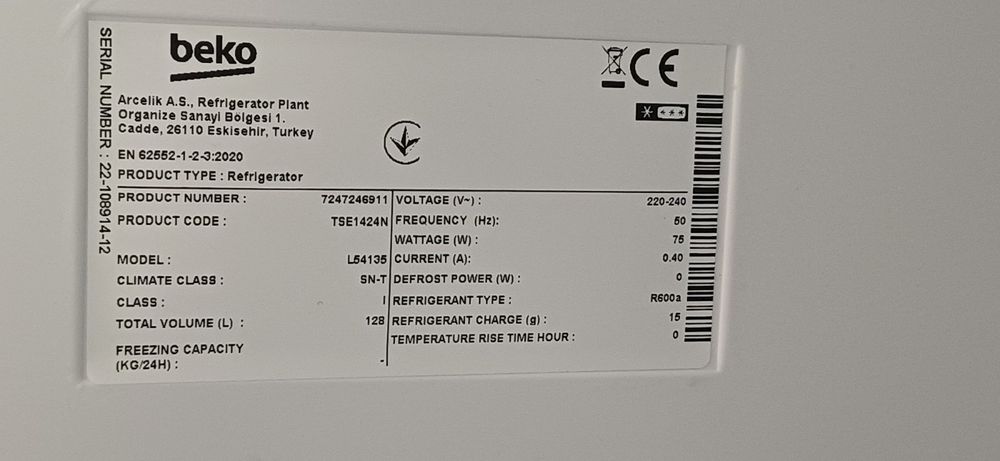 SERIAL NUMBER : 22-108914-12
beko
CE
Arcelik A.S., Refrigerator Plant
Organize Sanayi Bölgesi 1.
Cadde, 26110 Eskisehir, Turkey
EN 62552-1-2-3:2020
PRODUCT TYPE : Refrigerator
PRODUCT NUMBER : 7247246911
PRODUCT CODE : TSE1424N
MODEL : L54135
CLIMATE CLASS : SN-T
CLASS : I
TOTAL VOLUME (L) : 128
FREEZING CAPACITY
(KG/24H) : -
VOLTAGE (V~) : 220-240
FREQUENCY (Hz): 50
WATTAGE (W) : 75
CURRENT (A): 0.40
DEFROST POWER (W) : 0
REFRIGERANT TYPE : R600a
REFRIGERANT CHARGE (g) : 15
TEMPERATURE RISE TIME HOUR : 0